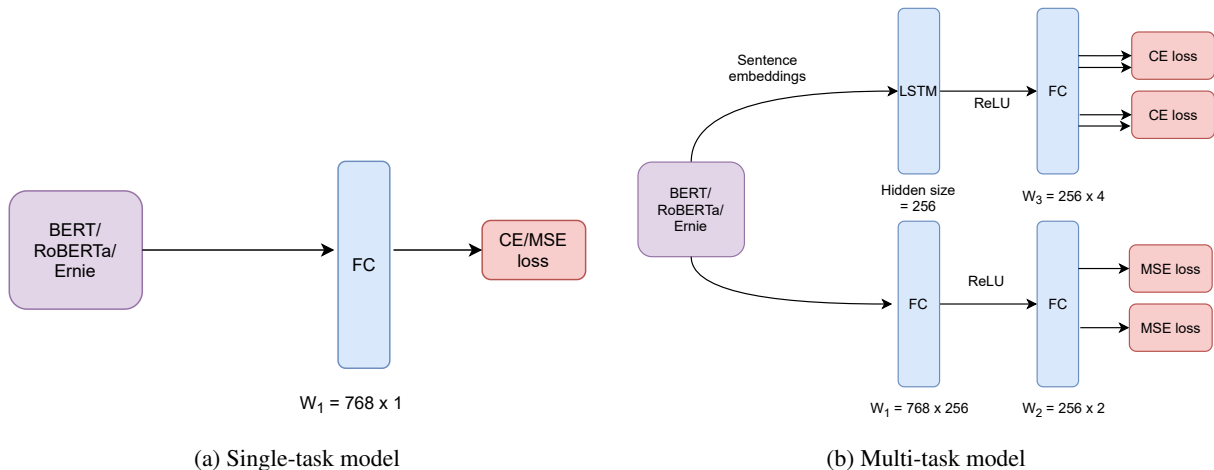 BERT/
RoBERTa/
Ernie
FC
CE/MSE
loss
W₁ = 768 x 1
(a) Single-task model
Sentence
embeddings
BERT/
RoBERTa/
Ernie
LSTM
ReLU
FC
CE loss
CE loss
Hidden size
= 256
W₃ = 256 x 4
FC
ReLU
FC
MSE loss
MSE loss
W₁ = 768 x 256
W₂ = 256 x 2
(b) Multi-task model